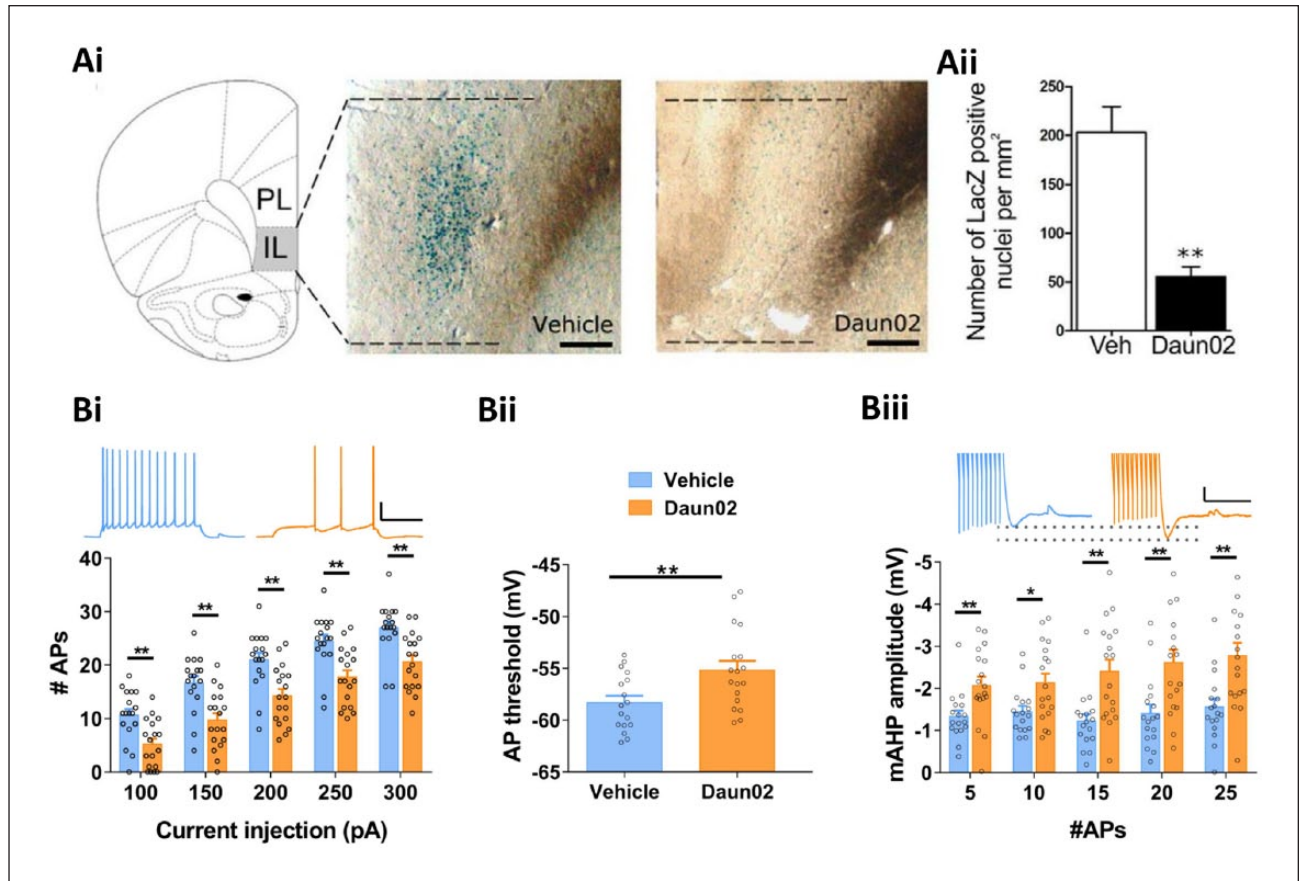 Ai
PL
IL
Vehicle
Daun02
Aii
Number of LacZ positive
nuclei per mm²
250
200
150
100
50
0
**
Veh
Daun02
Bi
# APs
40
30
20
10
0
**
**
**
**
**
100
150
200
250
300
Current injection (pA)
Bii
Vehicle
Daun02
AP threshold (mV)
-45
-50
-55
-60
-65
**
Vehicle
Daun02
Biii
mAHP amplitude (mV)
-5
-4
-3
-2
-1
0
**
*
**
**
**
5
10
15
20
25
#APs